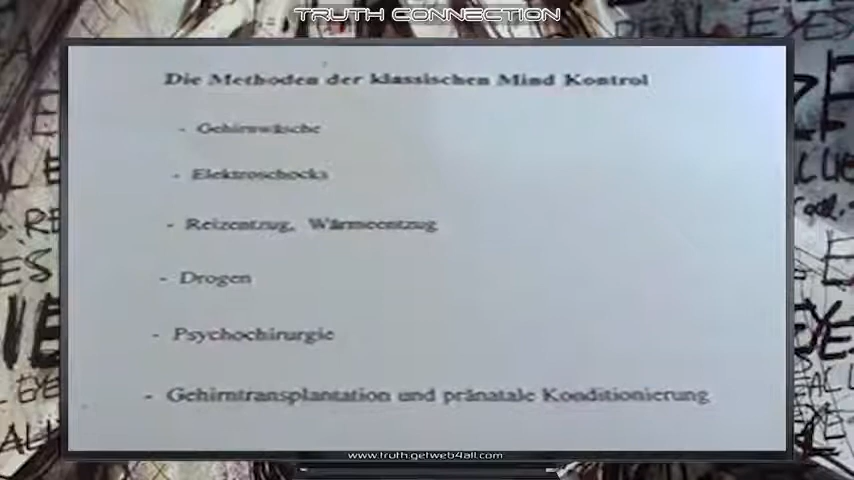 TRUTH CONNECTION
Die Methoden der klassischen Mind Kontrol
- Gehirnwäsche
- Elektroschocks
- Reizentzug, Wärmeentzug
- Drogen
- Psychochirurgie
- Gehirntransplantation und pränatale Konditionierung
www.truth.getweb4all.com